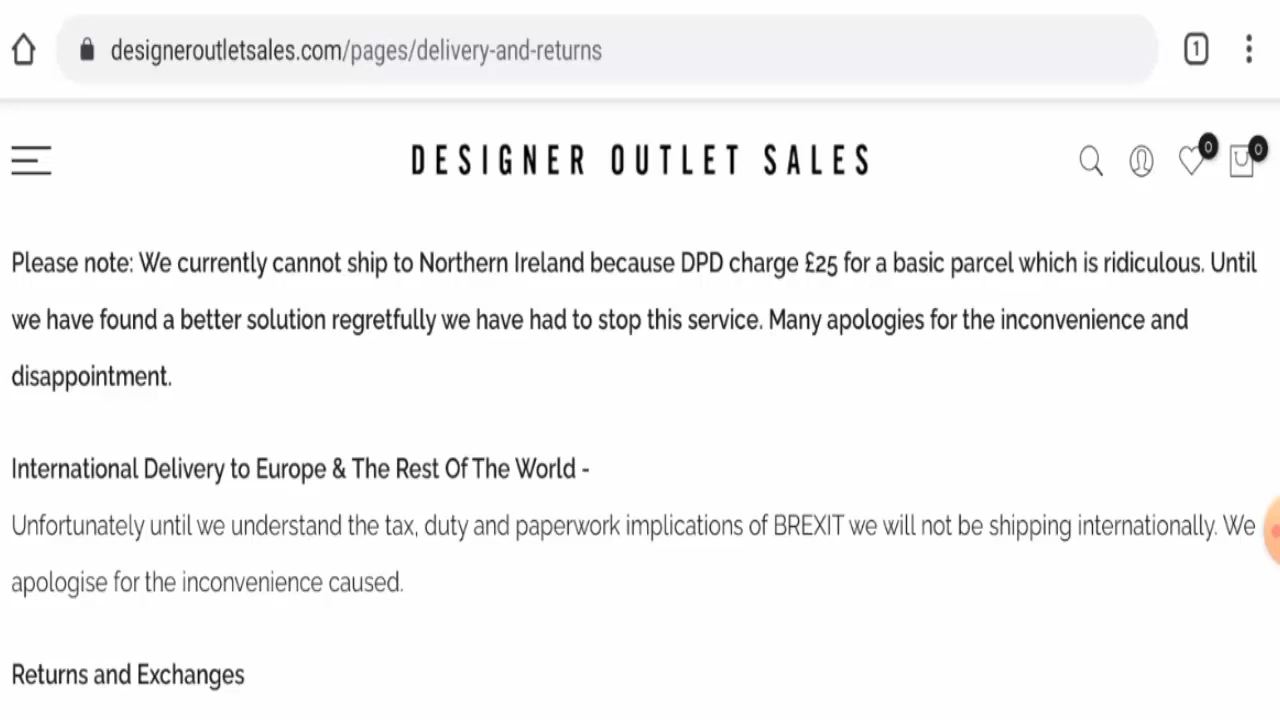 designeroutletsales.com/pages/delivery-and-returns
1
DESIGNER OUTLET SALES
0
0
Please note: We currently cannot ship to Northern Ireland because DPD charge £25 for a basic parcel which is ridiculous. Until
we have found a better solution regretfully we have had to stop this service. Many apologies for the inconvenience and
disappointment.
International Delivery to Europe & The Rest Of The World -
Unfortunately until we understand the tax, duty and paperwork implications of BREXIT we will not be shipping internationally. We
apologise for the inconvenience caused.
Returns and Exchanges